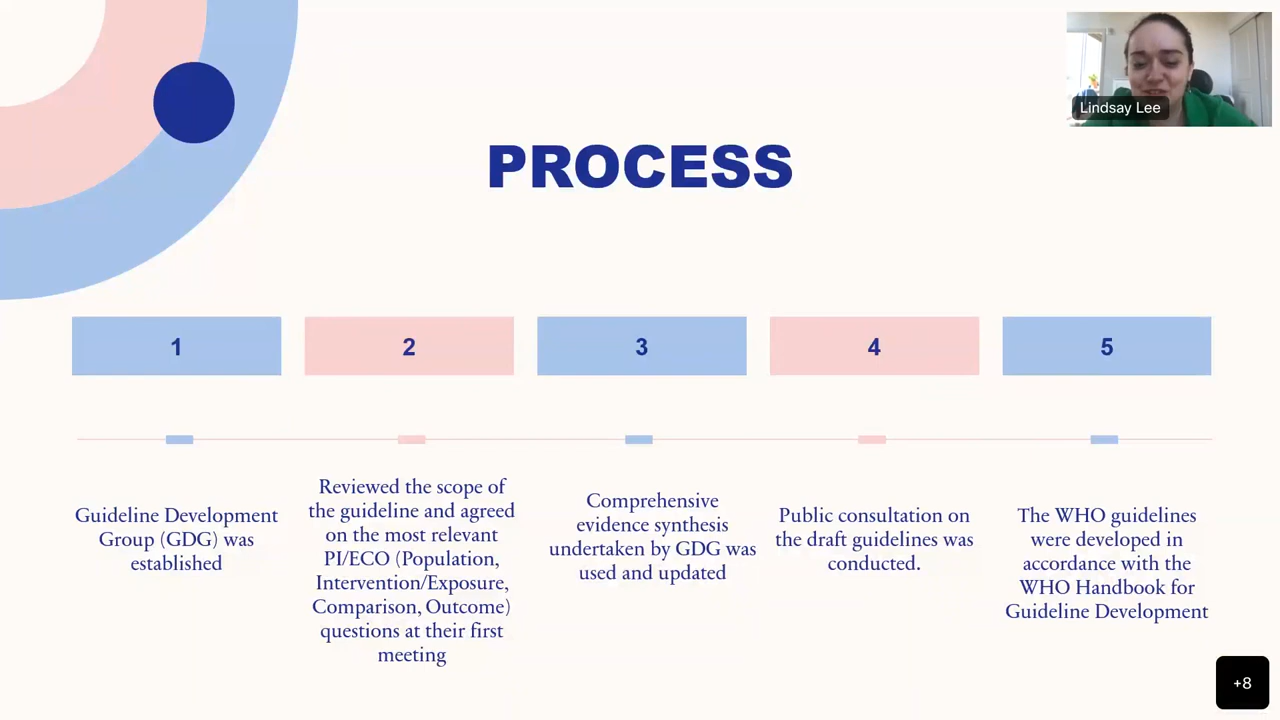 Lindsay Lee
PROCESS
1
2
3
4
5
Guideline Development
Group (GDG) was
established
Reviewed the scope of
the guideline and agreed
on the most relevant
PI/ECO (Population,
Intervention/Exposure,
Comparison, Outcome)
questions at their first
meeting
Comprehensive
evidence synthesis
undertaken by GDG was
used and updated
Public consultation on
the draft guidelines was
conducted.
The WHO guidelines
were developed in
accordance with the
WHO Handbook for
Guideline Development
+8